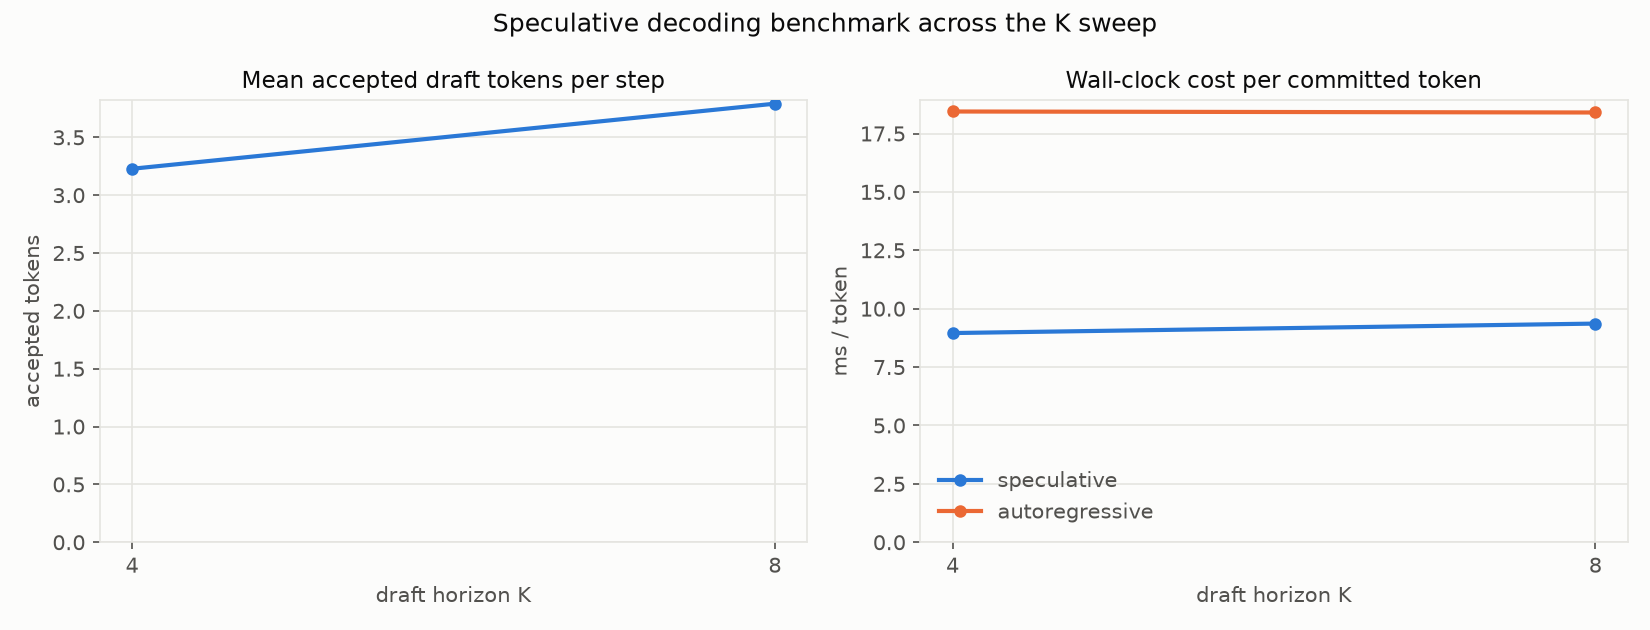 Speculative decoding benchmark across the K sweep
Mean accepted draft tokens per step
accepted tokens
3.5
3.0
2.5
2.0
1.5
1.0
0.5
0.0
4
8
draft horizon K
Wall-clock cost per committed token
ms / token
17.5
15.0
12.5
10.0
7.5
5.0
2.5
0.0
speculative
autoregressive
4
8
draft horizon K